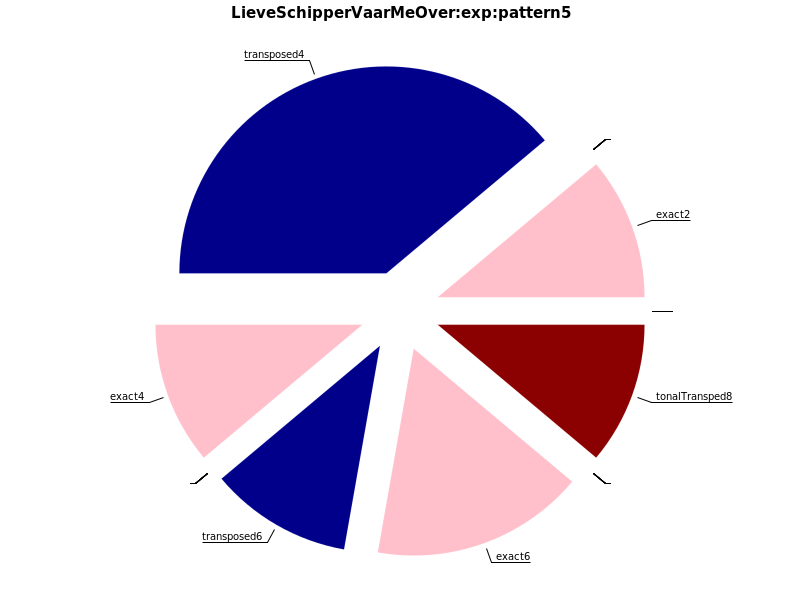 LieveSchipperVaarMeOver:exp:pattern5
transposed4
exact2
exact4
tonalTransped8
transposed6
exact6